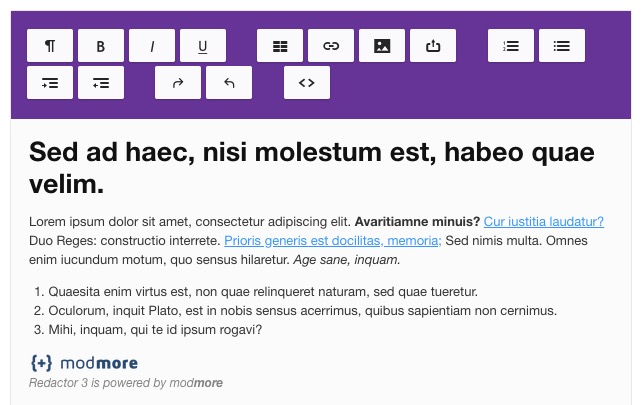 ¶ B I U
Sed ad haec, nisi molestum est, habeo quae
velim.
Lorem ipsum dolor sit amet, consectetur adipiscing elit. Avaritiamne minuis? Cur iustitia laudatur?
Duo Reges: constructio interrete. Prioris generis est docilitas, memoria; Sed nimis multa. Omnes
enim iucundum motum, quo sensus hilaretur. Age sane, inquam.
1. Quaesita enim virtus est, non quae relinqueret naturam, sed quae tueretur.
2. Oculorum, inquit Plato, est in nobis sensus acerrimus, quibus sapientiam non cernimus.
3. Mihi, inquam, qui te id ipsum rogavi?
{+} modmore
Redactor 3 is powered by modmore